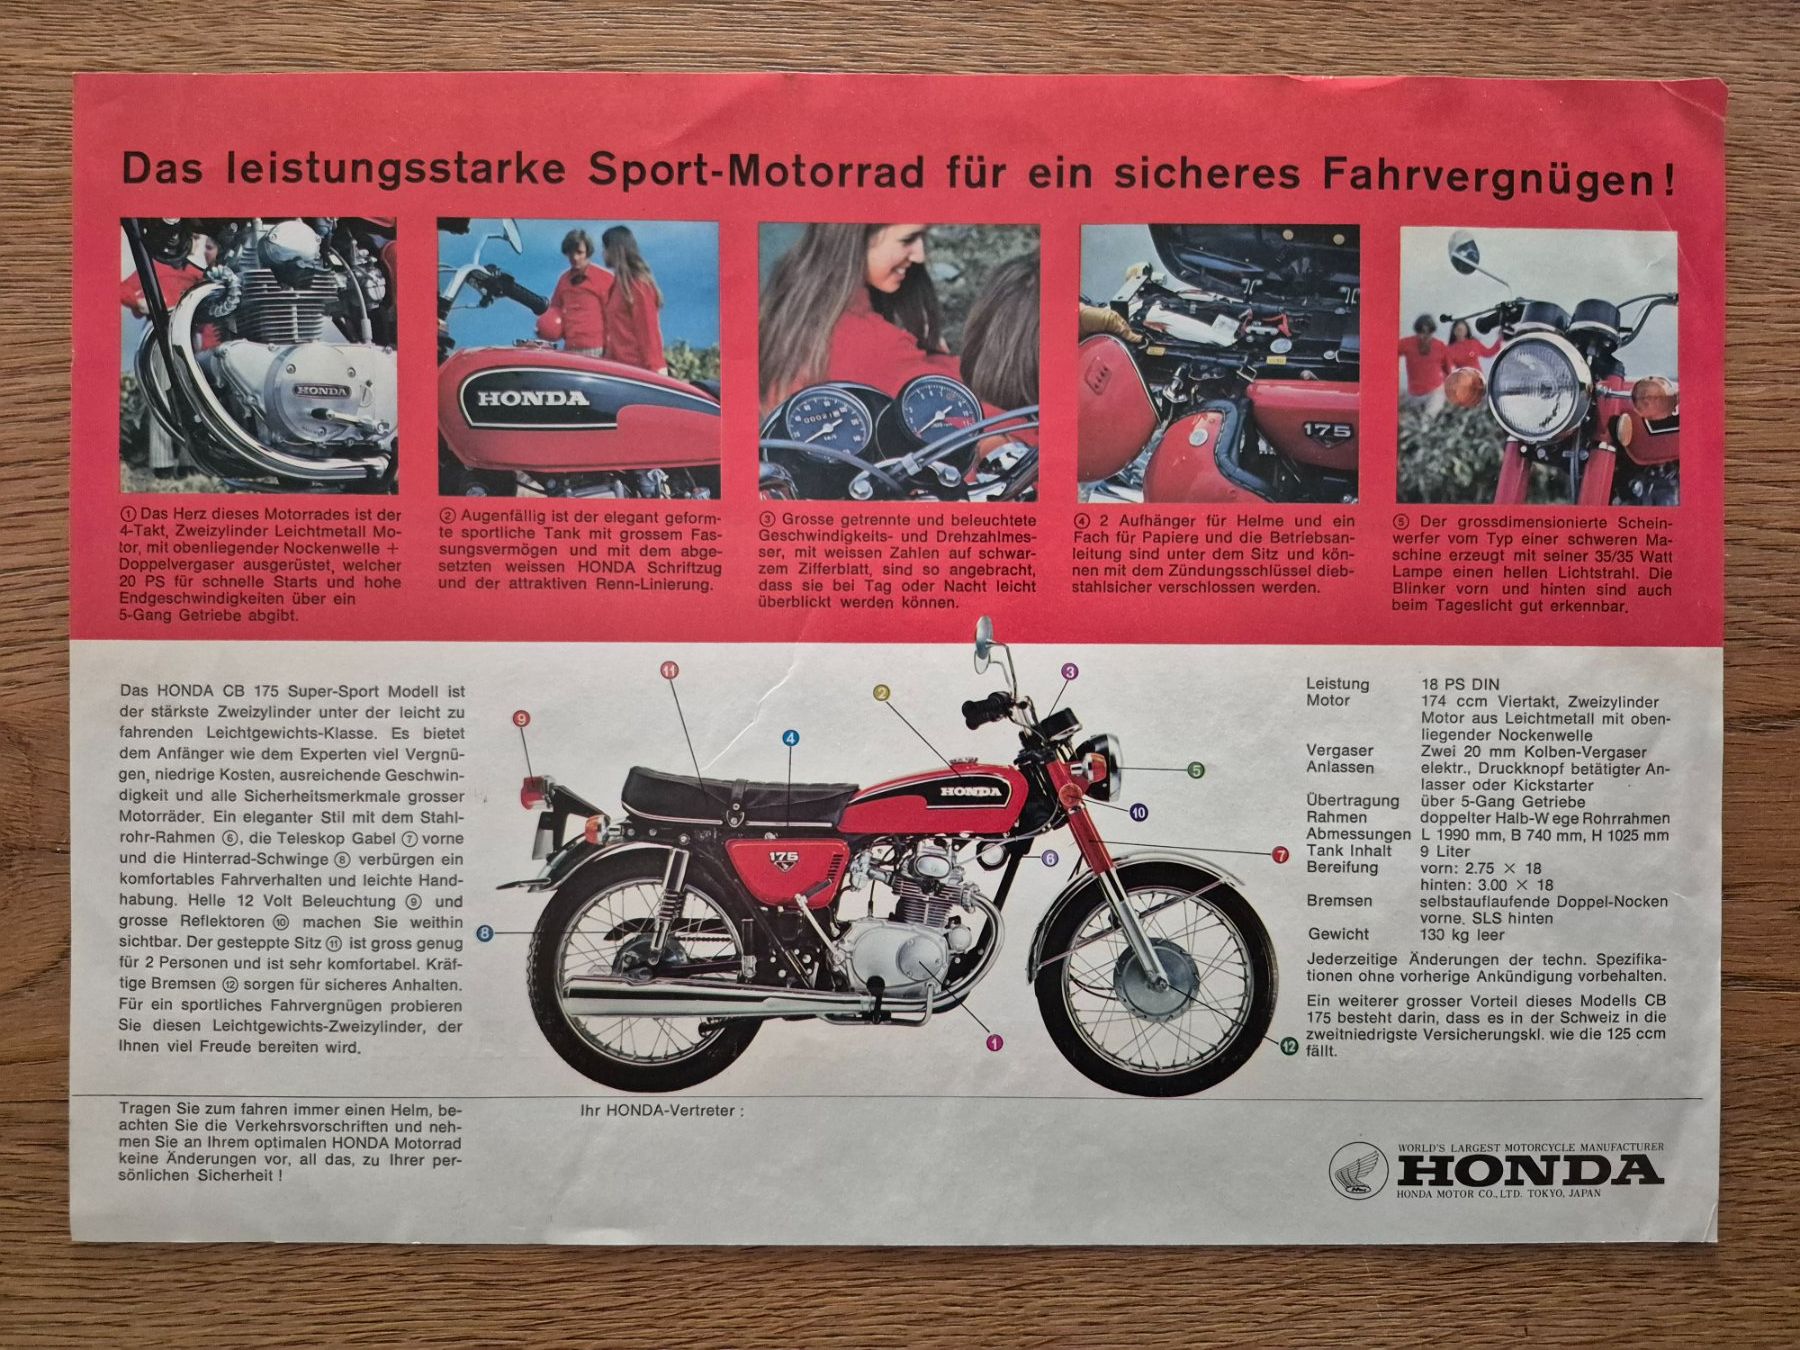 Das leistungsstarke Sport-Motorrad für ein sicheres Fahrvergnügen!
HONDA
HONDA
175
① Das Herz dieses Motorrades ist der
4-Takt, Zweizylinder Leichtmetall Mo-
tor, mit obenliegender Nockenwelle +
Doppelvergaser ausgerüstet, welcher
20 PS für schnelle Starts und hohe
Endgeschwindigkeiten über ein
5-Gang Getriebe abgibt.
② Augenfällig ist der elegant geform-
te sportliche Tank mit grossem Fas-
sungsvermögen und mit dem abge-
setzten weissen HONDA Schriftzug
und der attraktiven Renn-Linierung.
③ Grosse getrennte und beleuchtete
Geschwindigkeits- und Drehzahlmes-
ser, mit weissen Zahlen auf schwar-
zem Zifferblatt, sind so angebracht,
dass sie bei Tag oder Nacht leicht
überblickt werden können.
④ 2 Aufhänger für Helme und ein
Fach für Papiere und die Betriebsan-
leitung sind unter dem Sitz und kön-
nen mit dem Zündungsschlüssel dieb-
stahlsicher verschlossen werden.
⑤ Der grossdimensionierte Schein-
werfer vom Typ einer schweren Ma-
schine erzeugt mit seiner 35/35 Watt
Lampe einen hellen Lichtstrahl. Die
Blinker vorn und hinten sind auch
beim Tageslicht gut erkennbar.
Das HONDA CB 175 Super-Sport Modell ist
der stärkste Zweizylinder unter der leicht zu
fahrenden Leichtgewichts-Klasse. Es bietet
dem Anfänger wie dem Experten viel Vergnü-
gen, niedrige Kosten, ausreichende Geschwin-
digkeit und alle Sicherheitsmerkmale grosser
Motorräder. Ein eleganter Stil mit dem Stahl-
rohr-Rahmen ⑥, die Teleskop Gabel ⑦ vorne
und die Hinterrad-Schwinge ⑧ verbürgen ein
komfortables Fahrverhalten und leichte Hand-
habung. Helle 12 Volt Beleuchtung ⑨ und
grosse Reflektoren ⑩ machen Sie weithin
sichtbar. Der gesteppte Sitz ⑪ ist gross genug
für 2 Personen und ist sehr komfortabel. Kräf-
tige Bremsen ⑫ sorgen für sicheres Anhalten.
Für ein sportliches Fahrvergnügen probieren
Sie diesen Leichtgewichts-Zweizylinder, der
Ihnen viel Freude bereiten wird.
11
3
2
9
4
5
10
6
7
8
1
12
HONDA
175
Leistung 18 PS DIN
Motor 174 ccm Viertakt, Zweizylinder
Motor aus Leichtmetall mit oben-
liegender Nockenwelle
Vergaser Zwei 20 mm Kolben-Vergaser
Anlassen elektr., Druckknopf betätigter An-
lasser oder Kickstarter
Übertragung über 5-Gang Getriebe
Rahmen doppelter Halb-Wege Rohrrahmen
Abmessungen L 1990 mm, B 740 mm, H 1025 mm
Tank Inhalt 9 Liter
Bereifung vorn: 2.75 × 18
hinten: 3.00 × 18
Bremsen selbstauflaufende Doppel-Nocken
vorne. SLS hinten
Gewicht 130 kg leer
Jederzeitige Änderungen der techn. Spezifika-
tionen ohne vorherige Ankündigung vorbehalten.
Ein weiterer grosser Vorteil dieses Modells CB
175 besteht darin, dass es in der Schweiz in die
zweitniedrigste Versicherungskl. wie die 125 ccm
fällt.
Tragen Sie zum fahren immer einen Helm, be-
achten Sie die Verkehrsvorschriften und neh-
men Sie an Ihrem optimalen HONDA Motorrad
keine Änderungen vor, all das, zu Ihrer per-
sönlichen Sicherheit!
Ihr HONDA-Vertreter :
WORLD'S LARGEST MOTORCYCLE MANUFACTURER
HONDA
HONDA MOTOR CO., LTD. TOKYO, JAPAN